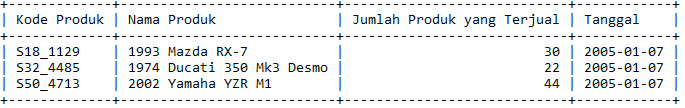 +-------------+---------------------------+-----------------------------+------------+
| Kode Produk | Nama Produk | Jumlah Produk yang Terjual | Tanggal |
+-------------+---------------------------+-----------------------------+------------+
| S18_1129 | 1993 Mazda RX-7 | 30 | 2005-01-07 |
| S32_4485 | 1974 Ducati 350 Mk3 Desmo | 22 | 2005-01-07 |
| S50_4713 | 2002 Yamaha YZR M1 | 44 | 2005-01-07 |
+-------------+---------------------------+-----------------------------+------------+